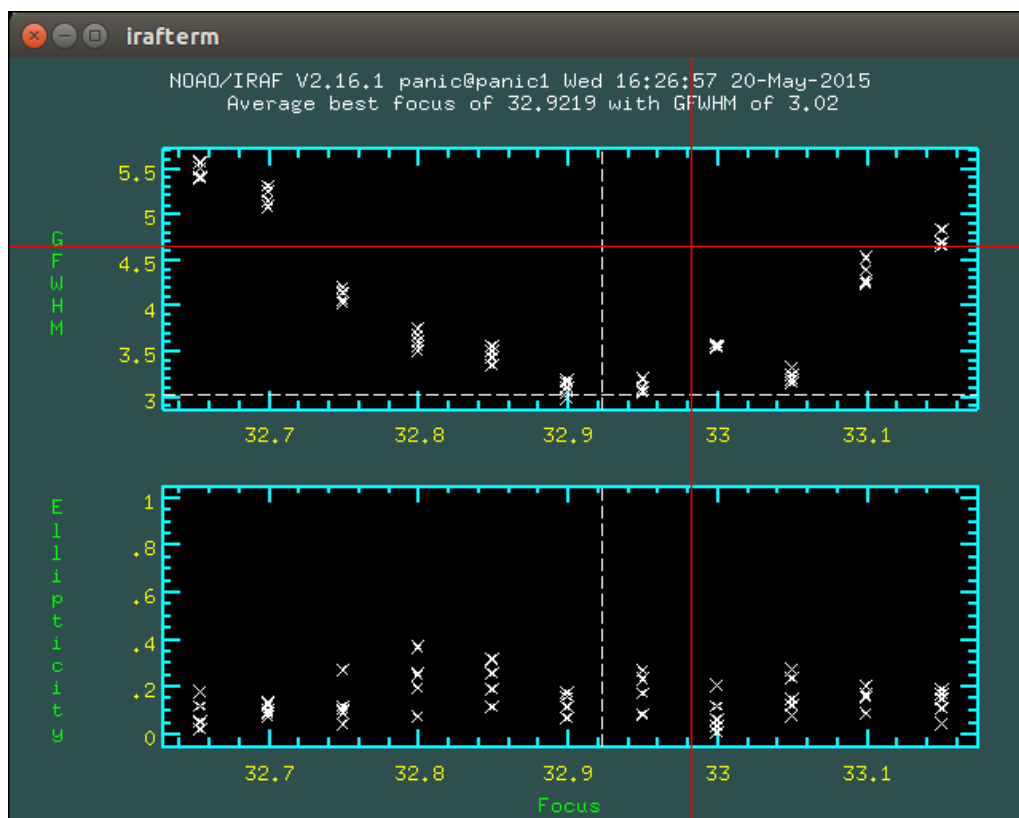 irafterm
NOAO/IRAF V2.16.1 panic@panic1 Wed 16:26:57 20-May-2015
Average best focus of 32.9219 with GFWHM of 3.02
5.5
5
4.5
4
3.5
3
GFWHM
32.7 32.8 32.9 33 33.1
1
.8
.6
.4
.2
0
Ellipticity
32.7 32.8 32.9 33 33.1
Focus